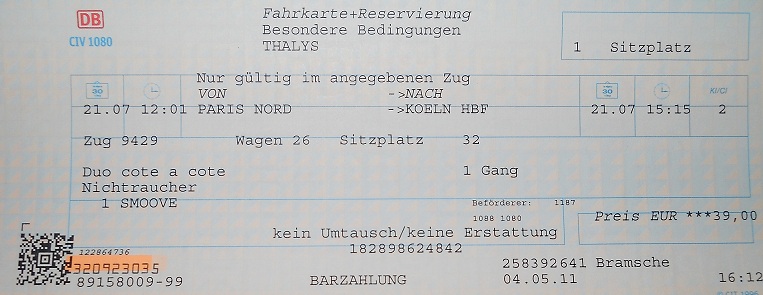 DB
CIV 1080
Fahrkarte+Reservierung
Besondere Bedingungen
THALYS
1 Sitzplatz
Nur gültig im angegebenen Zug
VON ->NACH Kl/Cl
21.07 12:01 PARIS NORD ->KOELN HBF 21.07 15:15 2
Zug 9429 Wagen 26 Sitzplatz 32
Duo cote a cote 1 Gang
Nichtraucher
1 SMOOVE
Beförderer: 1187
1088 1080
Preis EUR ***39,00
kein Umtausch/keine Erstattung
182898624842
122864736
320923035
258392641 Bramsche
89158009-99 BARZAHLUNG 04.05.11 16:12